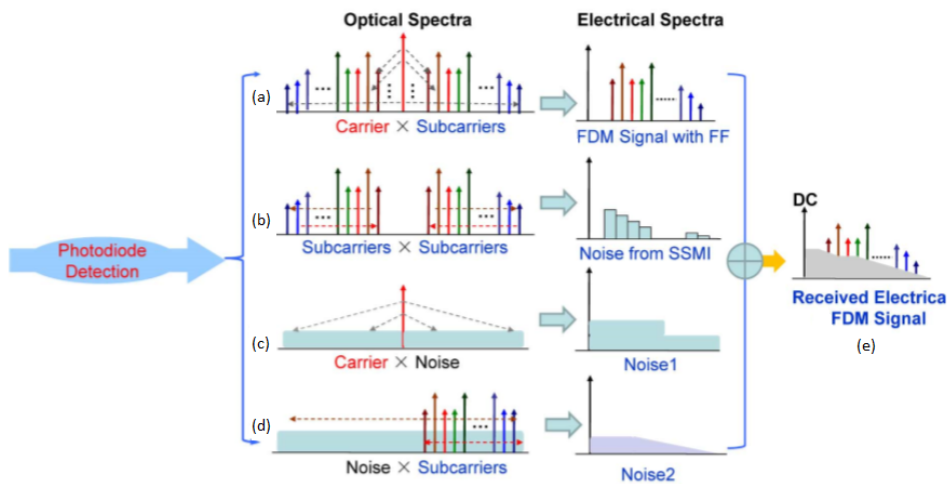 Optical Spectra
Electrical Spectra
(a)
Carrier × Subcarriers
FDM Signal with FF
(b)
Subcarriers × Subcarriers
Noise from SSMI
Photodiode
Detection
DC
Received Electrica
FDM Signal
(e)
(c)
Carrier × Noise
Noise1
(d)
Noise × Subcarriers
Noise2